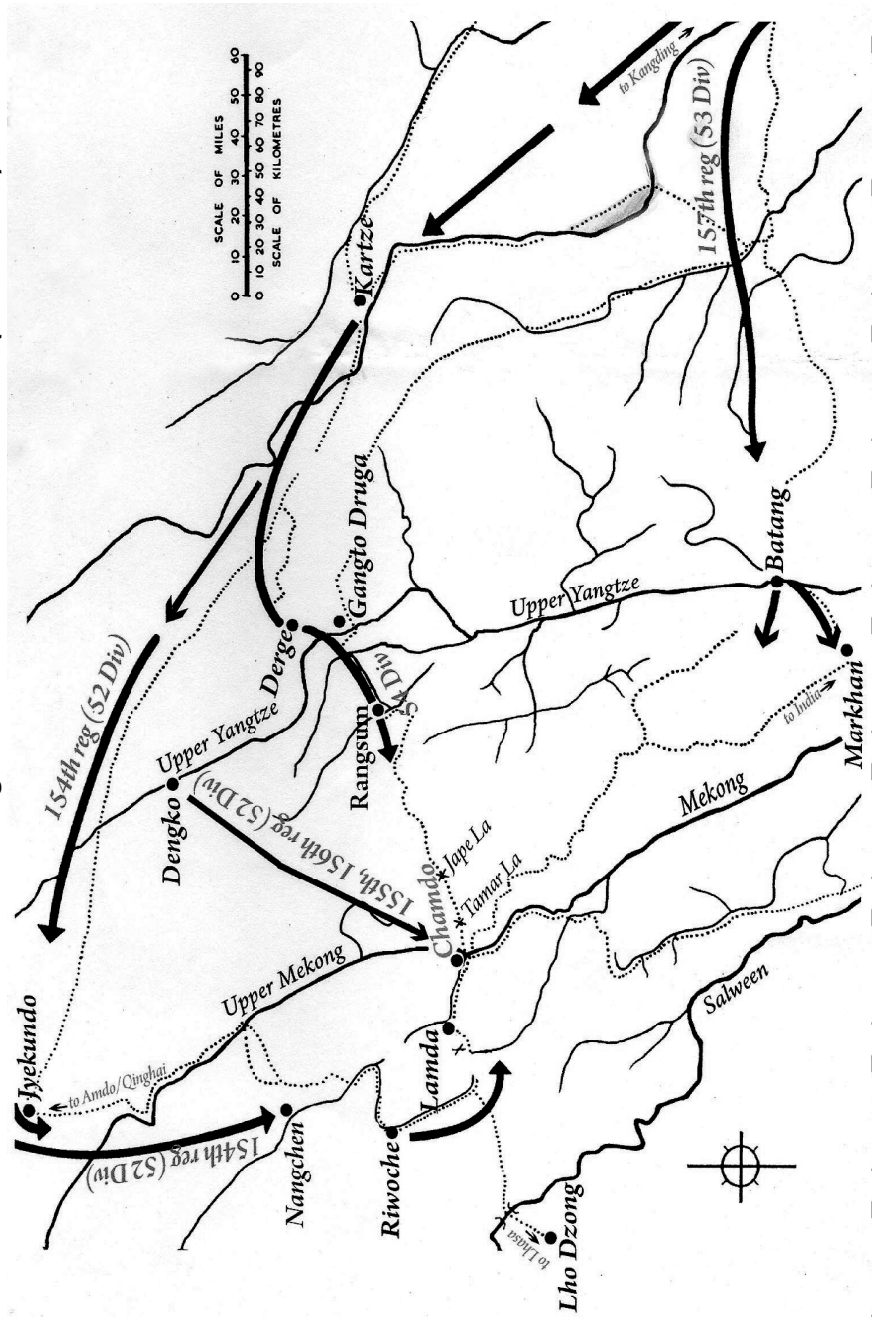 SCALE OF MILES
0 10 20 30 40 50 60
0 10 20 30 40 50 60 70 80 90
SCALE OF KILOMETRES
Jyekundo
to Amdo/Qinghai
154th reg (52 Div)
154th reg (52 Div)
Nangchen
Upper Mekong
Dengko
Upper Yangtze
155th, 156th reg (52 Div)
Derge
Gangto Druga
Kartze
Riwoche
Lamda
Chamdo
Tamar La
Jape La
Rangsum
54 Div
to Kangding
157th reg (53 Div)
Upper Yangtze
Batang
Lho Dzong
to Lhasa
Salween
Mekong
to India
Markhan